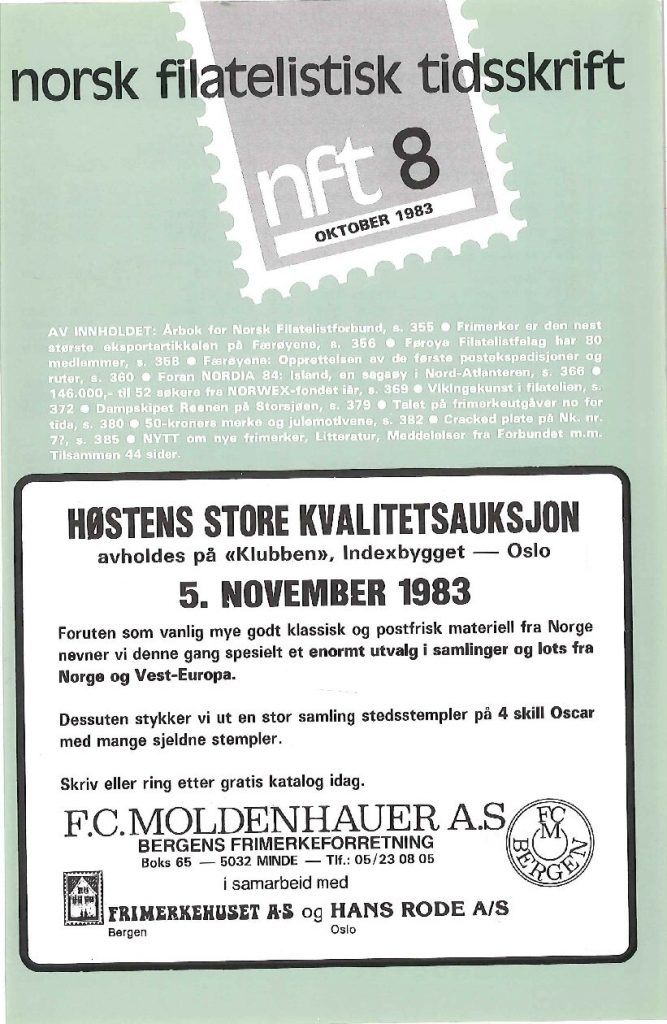 norsk filatelistisk tidsskrift
nft 8
OKTOBER 1983
AV INNHOLDET: Årbok for Norsk Filatelistforbund, s. 355 ● Frimerker er den nest
største eksportartikkelen på Færøyene, s. 356 ● Føroya Filatelistfelag har 80
medlemmer, s. 358 ● Færøyene: Opprettelsen av de første postekspedisjoner og
ruter, s. 360 ● Foran NORDIA 84: Island, en sagaøy i Nord-Atlanteren, s. 366 ●
146.000,- til 52 søkere fra NORWEX-fondet iår, s. 369 ● Vikingekunst i filatelien, s.
372 ● Dampskipet Reenen på Storsjøen, s. 379 ● Talet på frimerkeutgåver no for
tida, s. 380 ● 50-kroners merke og julemotivene, s. 382 ● Cracked plate på Nk. nr.
7?, s. 385 ● NYTT om nye frimerker, Litteratur, Meddelelser fra Forbundet m.m.
Tilsammen 44 sider.
HØSTENS STORE KVALITETSAUKSJON
avholdes på «Klubben», Indexbygget — Oslo
5. NOVEMBER 1983
Foruten som vanlig mye godt klassisk og postfrisk materiell fra Norge
nevner vi denne gang spesielt et enormt utvalg i samlinger og lots fra
Norge og Vest-Europa.
Dessuten stykker vi ut en stor samling stedsstempler på 4 skill Oscar
med mange sjeldne stempler.
Skriv eller ring etter gratis katalog idag.
F.C. MOLDENHAUER A.S
BERGENS FRIMERKEFORRETNING
Boks 65 — 5032 MINDE — Tlf.: 05/23 08 05
FCM
BERGEN
i samarbeid med
FRIMERKEHUSET A·S og HANS RODE A/S
Bergen Oslo